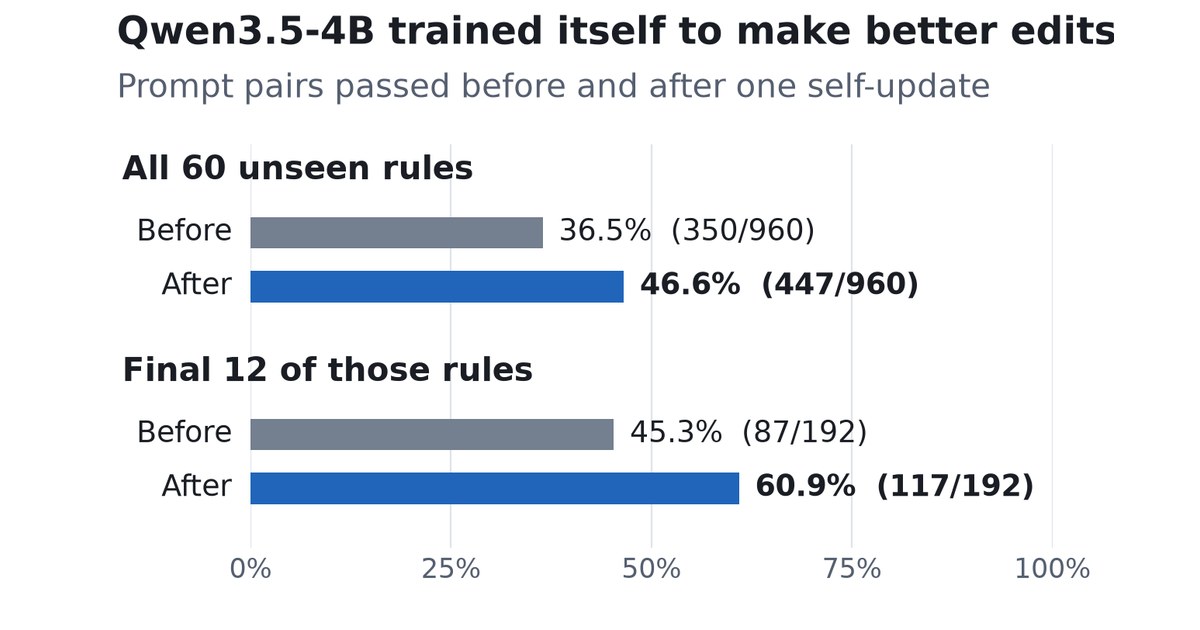 Qwen3.5-4B trained itself to make better edits
Prompt pairs passed before and after one self-update
All 60 unseen rules
Before 36.5% (350/960)
After 46.6% (447/960)
Final 12 of those rules
Before 45.3% (87/192)
After 60.9% (117/192)
0% 25% 50% 75% 100%